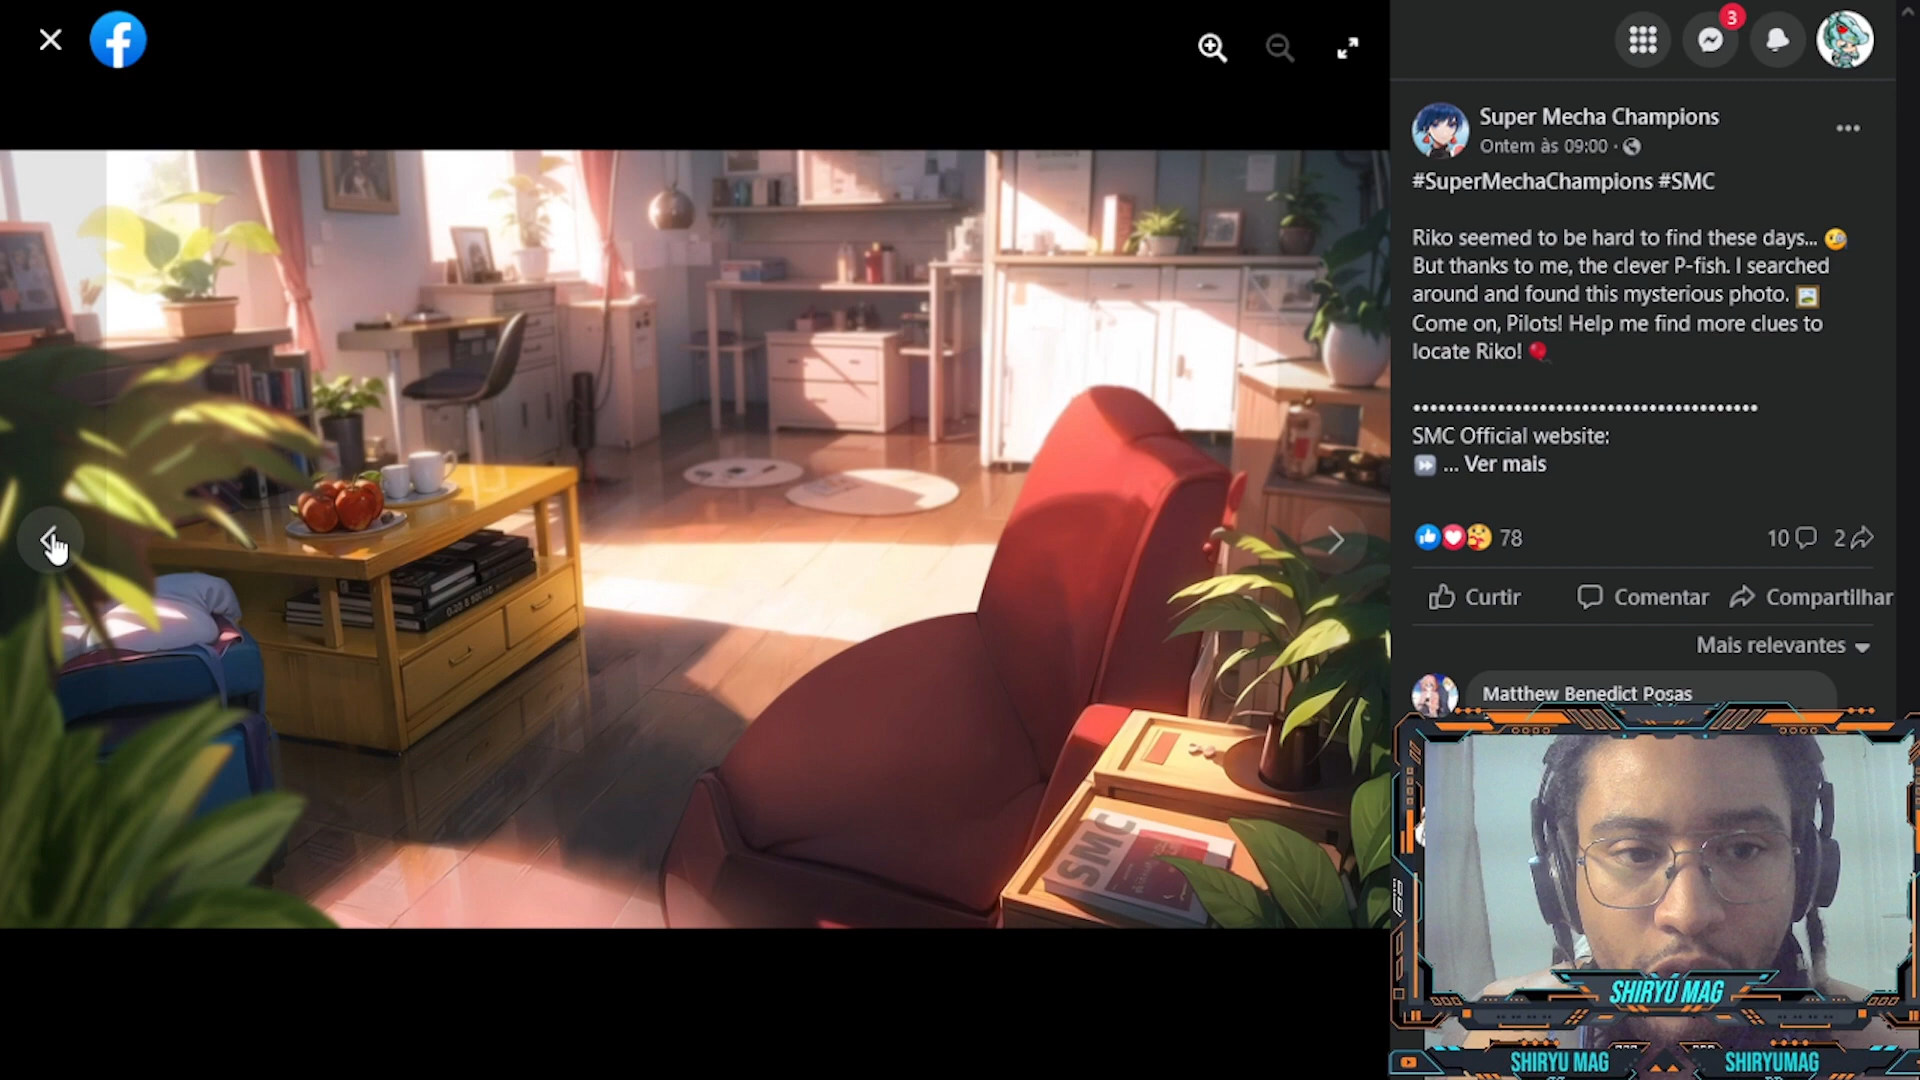 3
Super Mecha Champions
Ontem às 09:00 ·
#SuperMechaChampions #SMC
Riko seemed to be hard to find these days...
But thanks to me, the clever P-fish. I searched
around and found this mysterious photo.
Come on, Pilots! Help me find more clues to
locate Riko!
SMC Official website:
... Ver mais
78
10
2
Curtir
Comentar
Compartilhar
Mais relevantes
Matthew Benedict Posas
SMC
SHIRYU MAG
SHIRYU MAG
SHIRYUMAG